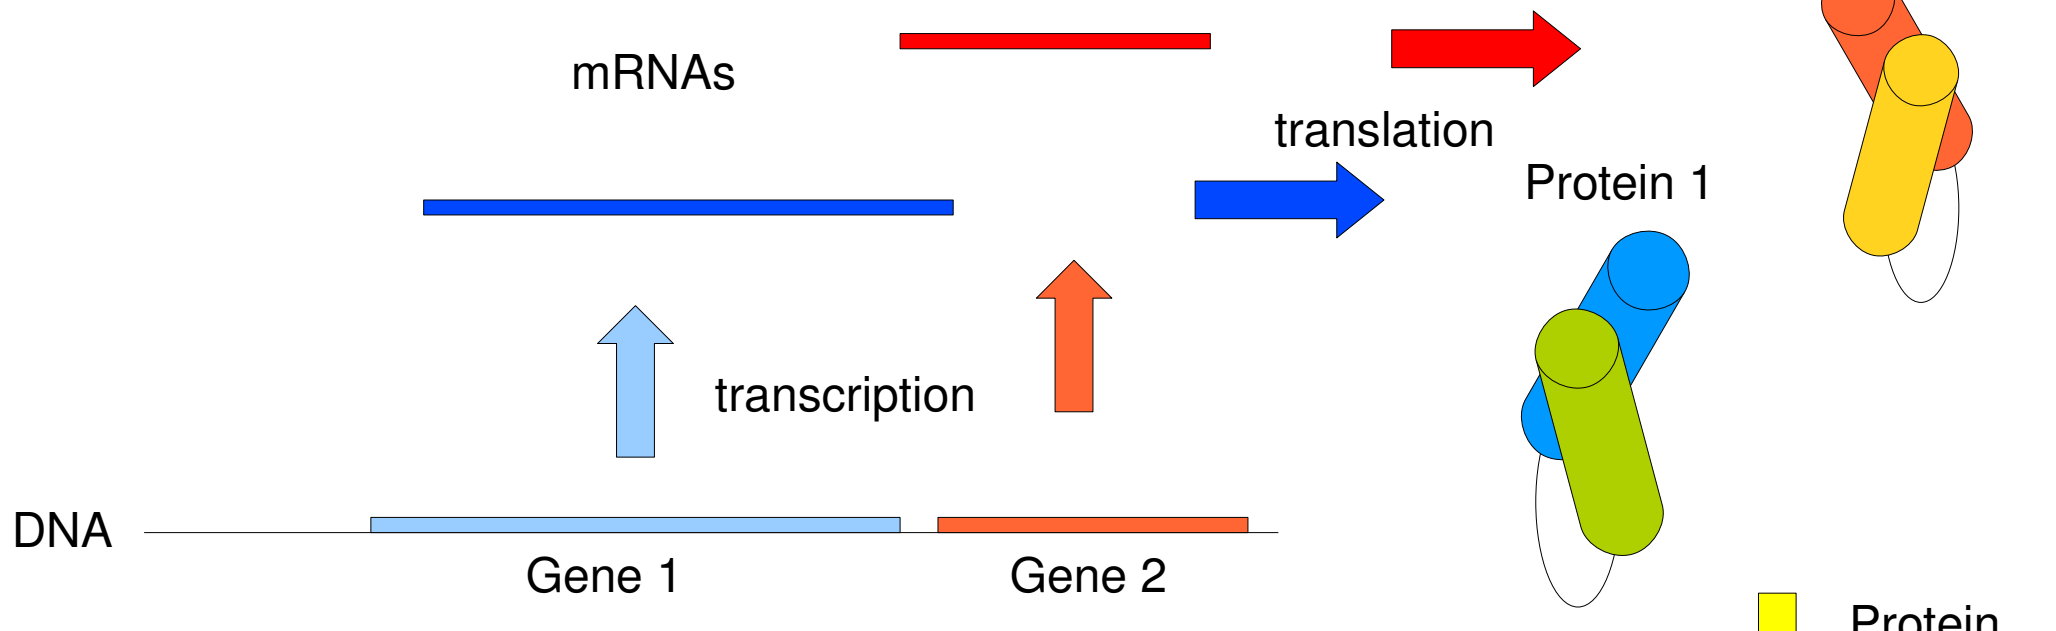 mRNAs
translation
Protein 1
transcription
DNA
Gene 1
Gene 2
Protein